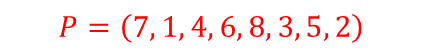 P = (7, 1, 4, 6, 8, 3, 5, 2)